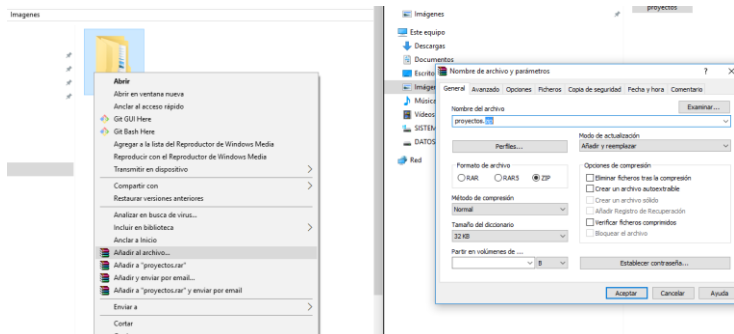 Imagenes
Abrir
Abrir en ventana nueva
Anclar al acceso rápido
Git GUI Here
Git Bash Here
Agregar a la lista del Reproductor de Windows Media
Reproducir con el Reproductor de Windows Media
Transmitir en dispositivo
Compartir con
Restaurar versiones anteriores
Analizar en busca de virus...
Incluir en biblioteca
Anclar a Inicio
Añadir al archivo...
Añadir a "proyectos.rar"
Añadir y enviar por email...
Añadir a "proyectos.rar" y enviar por email
Enviar a
Cortar
Imágenes
proyectos
Este equipo
Descargas
Documentos
Escrito
Imáger
Música
Vídeos
SISTEM
DATOS
Red
Nombre de archivo y parámetros
General Avanzado Opciones Ficheros Copia de seguridad Fecha y hora Comentario
Nombre del archivo
Examinar...
proyectos.zip
Perfiles...
Modo de actualización
Añadir y reemplazar
Formato de archivo
RAR RAR5 ZIP
Método de compresión
Normal
Tamaño del diccionario
32 KB
Partir en volúmenes de ...
B
Opciones de compresión
Eliminar ficheros tras la compresión
Crear un archivo autoextraible
Crear un archivo sólido
Añadir Registro de Recuperación
Verificar ficheros comprimidos
Bloquear el archivo
Establecer contraseña...
Aceptar Cancelar Ayuda